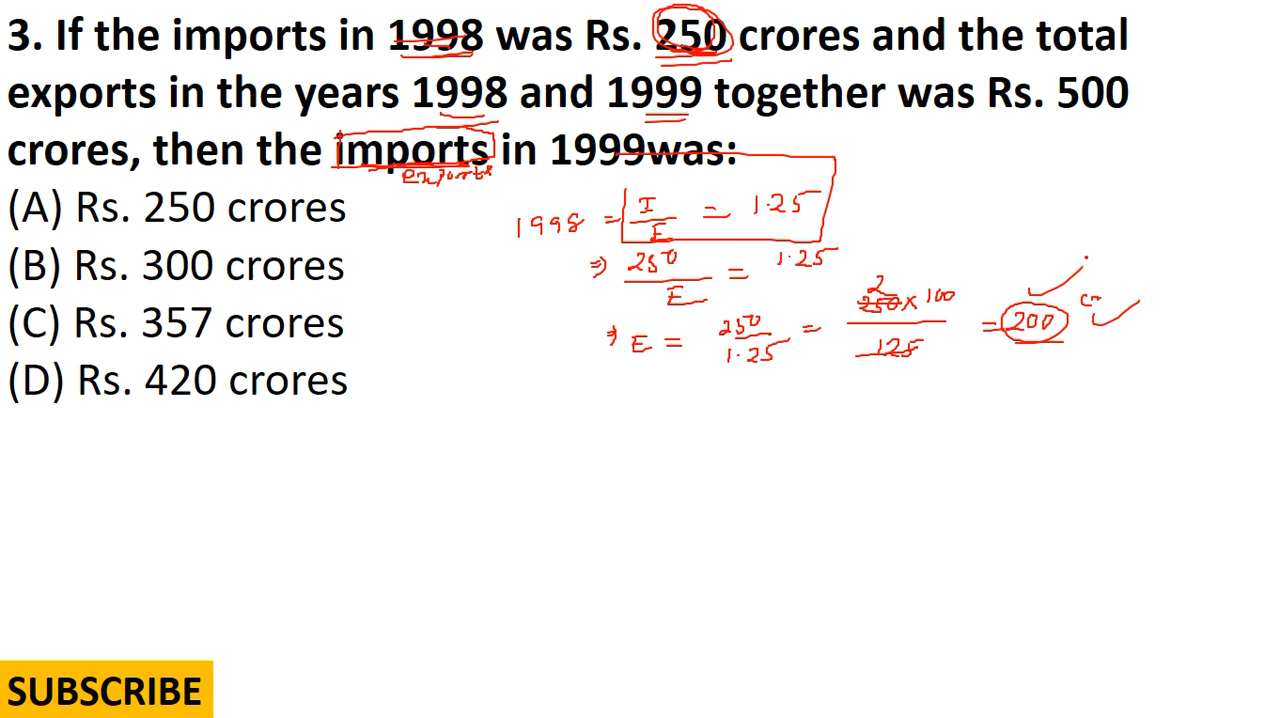 3. If the imports in 1998 was Rs. 250 crores and the total
exports in the years 1998 and 1999 together was Rs. 500
crores, then the imports in 1999was:
exports
(A) Rs. 250 crores
(B) Rs. 300 crores
(C) Rs. 357 crores
(D) Rs. 420 crores
1998 = I/E = 1.25
⇒ 250/E = 1.25
⇒ E = 250/1.25 = 250 × 100/125 = 200 cr
2
SUBSCRIBE